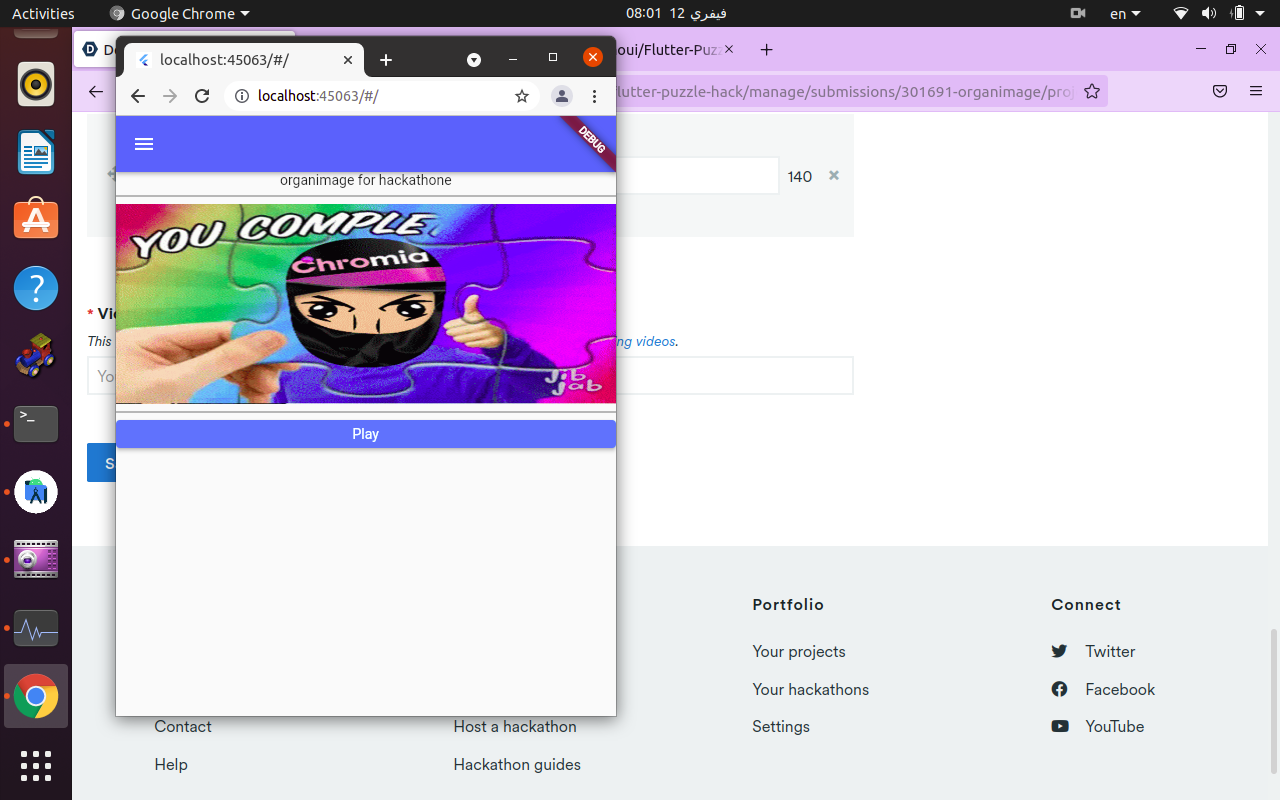 Activities
Google Chrome
08:01 12 فيفري
en
localhost:45063/#/
oui/Flutter-Puz
localhost:45063/#/
lutter-puzzle-hack/manage/submissions/301691-organimage/proj
DEBUG
organimage for hackathone
140
YOU COMPLE
Chromia
Jib
Jab
* Vi
This
ng videos.
Yo
Play
S
Portfolio
Connect
Your projects
Twitter
Your hackathons
Facebook
Contact
Host a hackathon
Settings
YouTube
Help
Hackathon guides